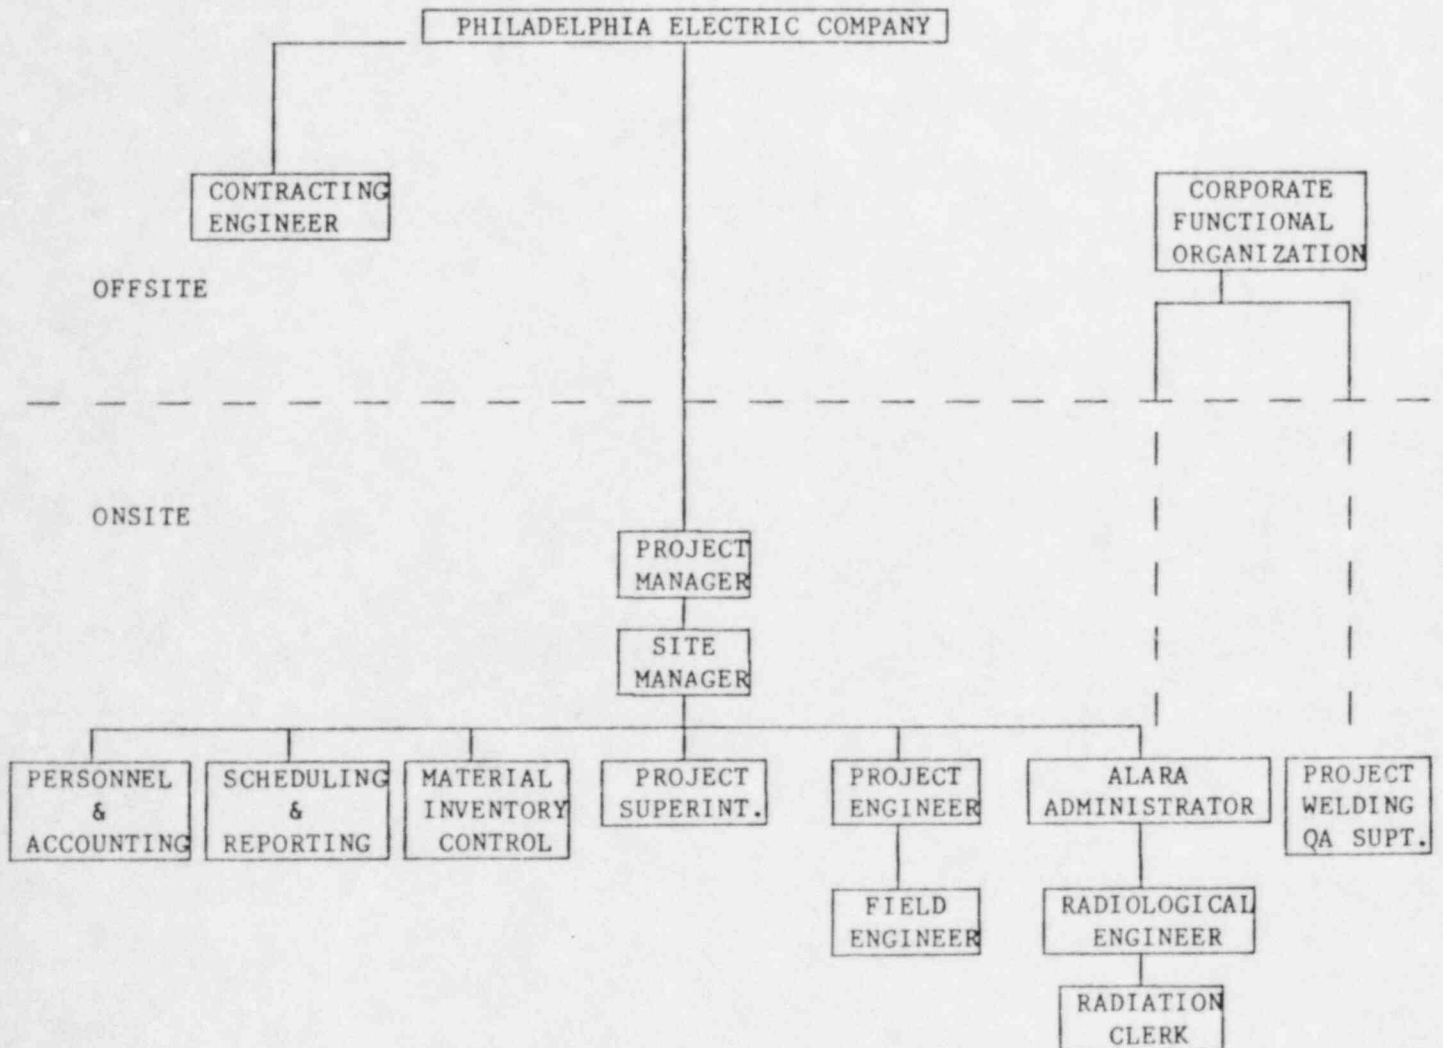 PHILADELPHIA ELECTRIC COMPANY
CONTRACTING
ENGINEER
CORPORATE
FUNCTIONAL
ORGANIZATION
OFFSITE
ONSITE
PROJECT
MANAGER
SITE
MANAGER
PERSONNEL
&
ACCOUNTING
SCHEDULING
&
REPORTING
MATERIAL
INVENTORY
CONTROL
PROJECT
SUPERINT.
PROJECT
ENGINEER
ALARA
ADMINISTRATOR
PROJECT
WELDING
QA SUPT.
FIELD
ENGINEER
RADIOLOGICAL
ENGINEER
RADIATION
CLERK